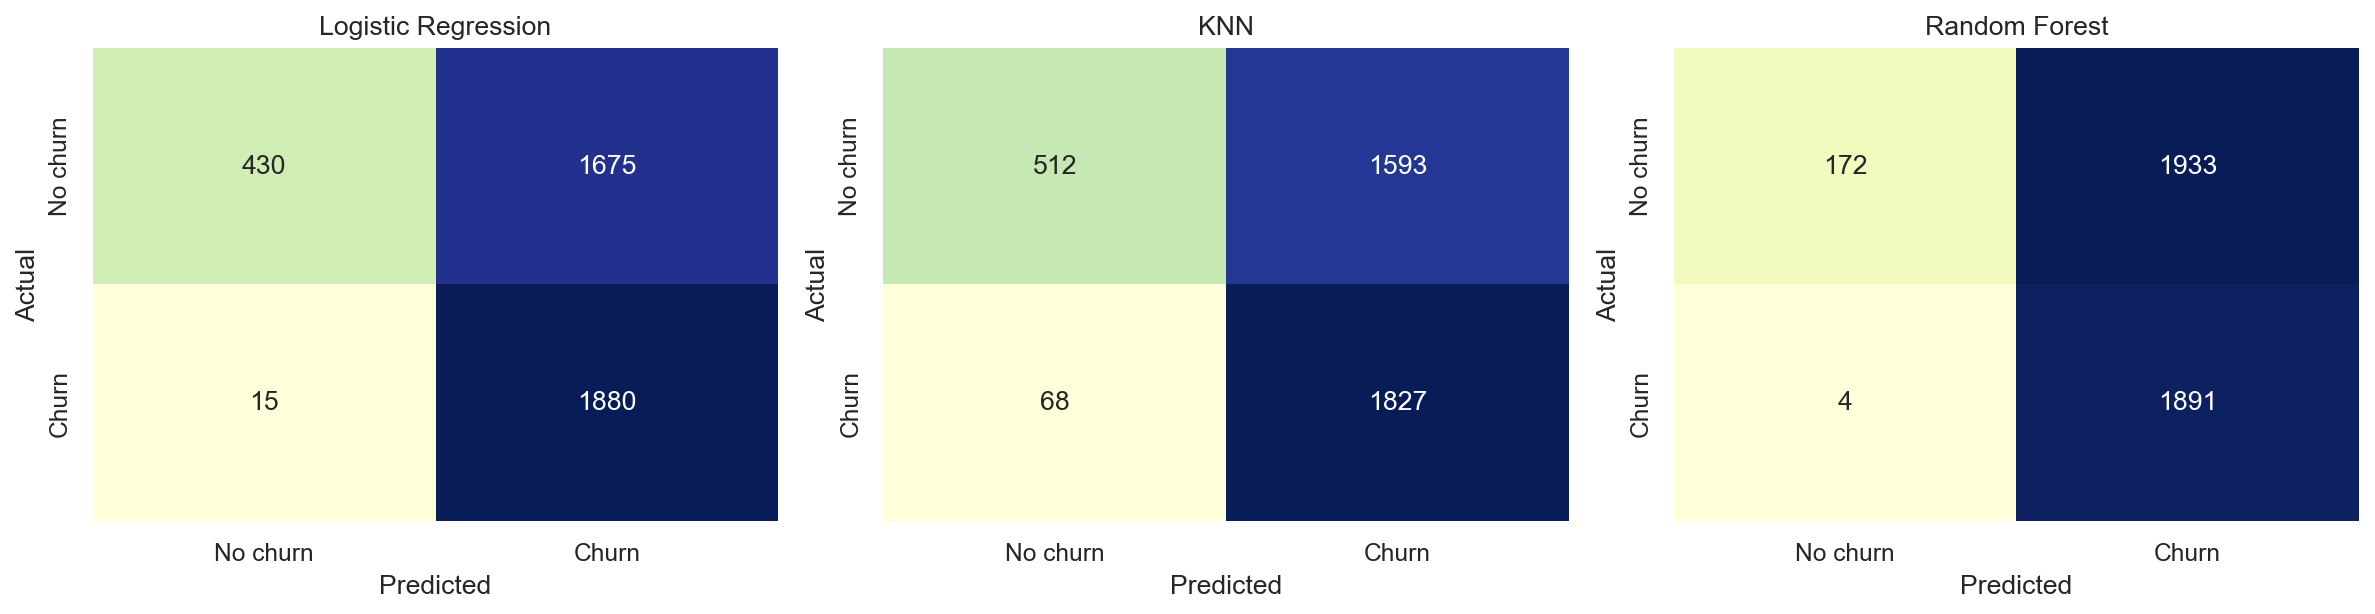 Logistic Regression
Actual
No churn
Churn
430
1675
15
1880
No churn
Churn
Predicted
KNN
Actual
No churn
Churn
512
1593
68
1827
No churn
Churn
Predicted
Random Forest
Actual
No churn
Churn
172
1933
4
1891
No churn
Churn
Predicted